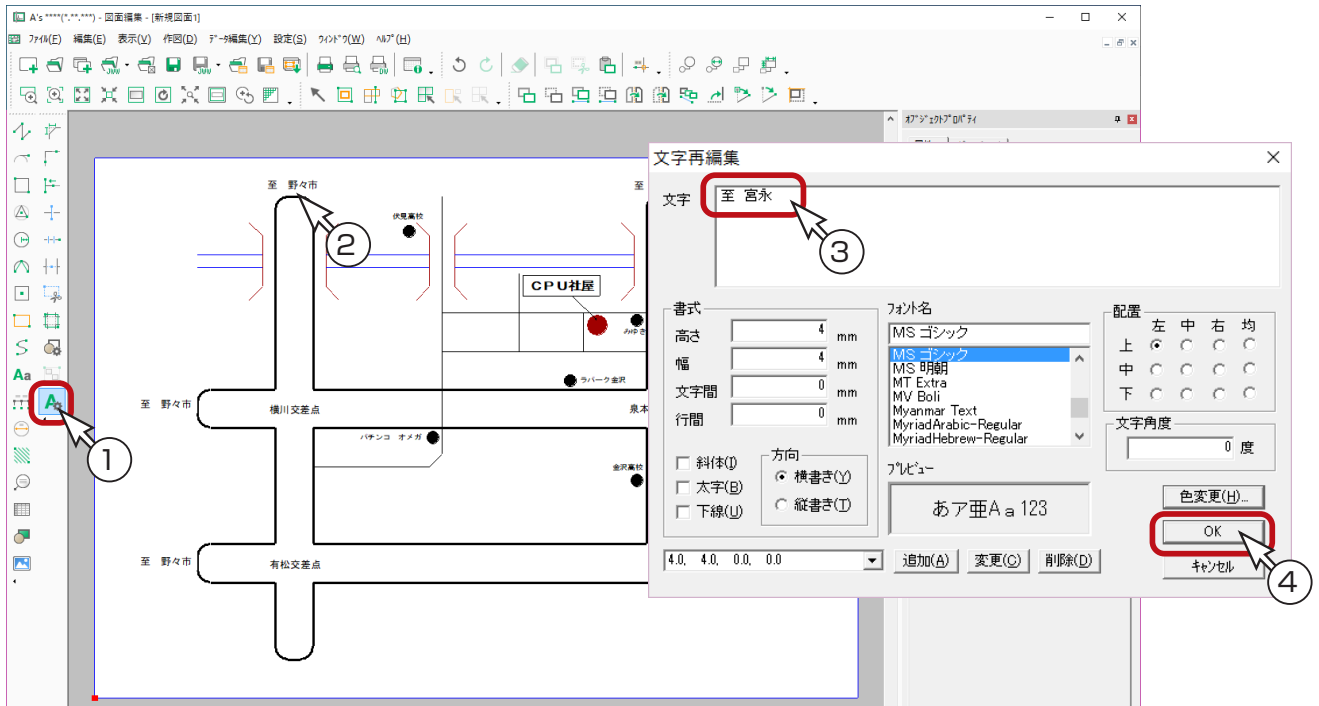 A's ****(*.**.***) - 図面編集 - [新規図面1]
ﾌｧｲﾙ(F) 編集(E) 表示(V) 作図(D) ﾃﾞｰﾀ編集(Y) 設定(S) ｳｨﾝﾄﾞｳ(W) ﾍﾙﾌﾟ(H)
JWW
JWW
DV
ｵﾌﾞｼﾞｪｸﾄﾌﾟﾛﾊﾟﾃｨ
Aa
A
①
至 野々市
②
伏見高校
至
CPU社屋
みゆき
ラパーク金沢
至 野々市
横川交差点
泉本
パチンコ オメガ
金沢高校
至 野々市
有松交差点
文字再編集
文字
至 宮永
③
書式
高さ 4 mm
幅 4 mm
文字間 0 mm
行間 0 mm
斜体(I)
太字(B)
下線(U)
方向
横書き(Y)
縦書き(T)
4.0, 4.0, 0.0, 0.0
ﾌｫﾝﾄ名
MS ゴシック
MS ゴシック
MS 明朝
MT Extra
MV Boli
Myanmar Text
MyriadArabic-Regular
MyriadHebrew-Regular
ﾌﾟﾚﾋﾞｭｰ
あア亜Aａ123
追加(A) 変更(C) 削除(D)
配置
左 中 右 均
上
中
下
文字角度
0 度
色変更(H)...
OK
ｷｬﾝｾﾙ
④